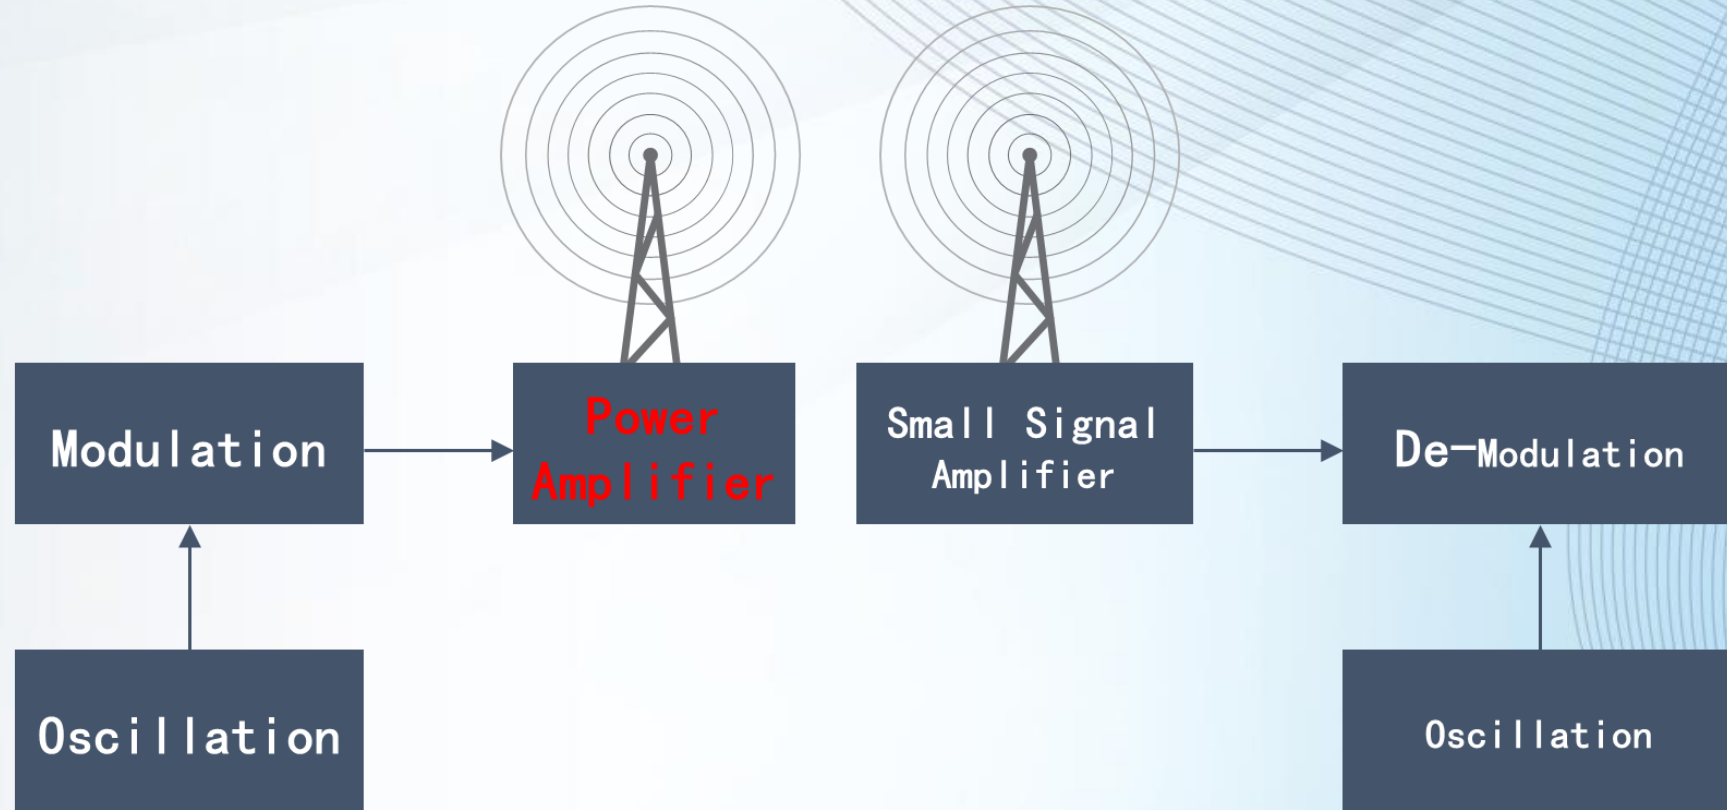 Modulation
Power
Amplifier
Small Signal
Amplifier
De-Modulation
Oscillation
Oscillation